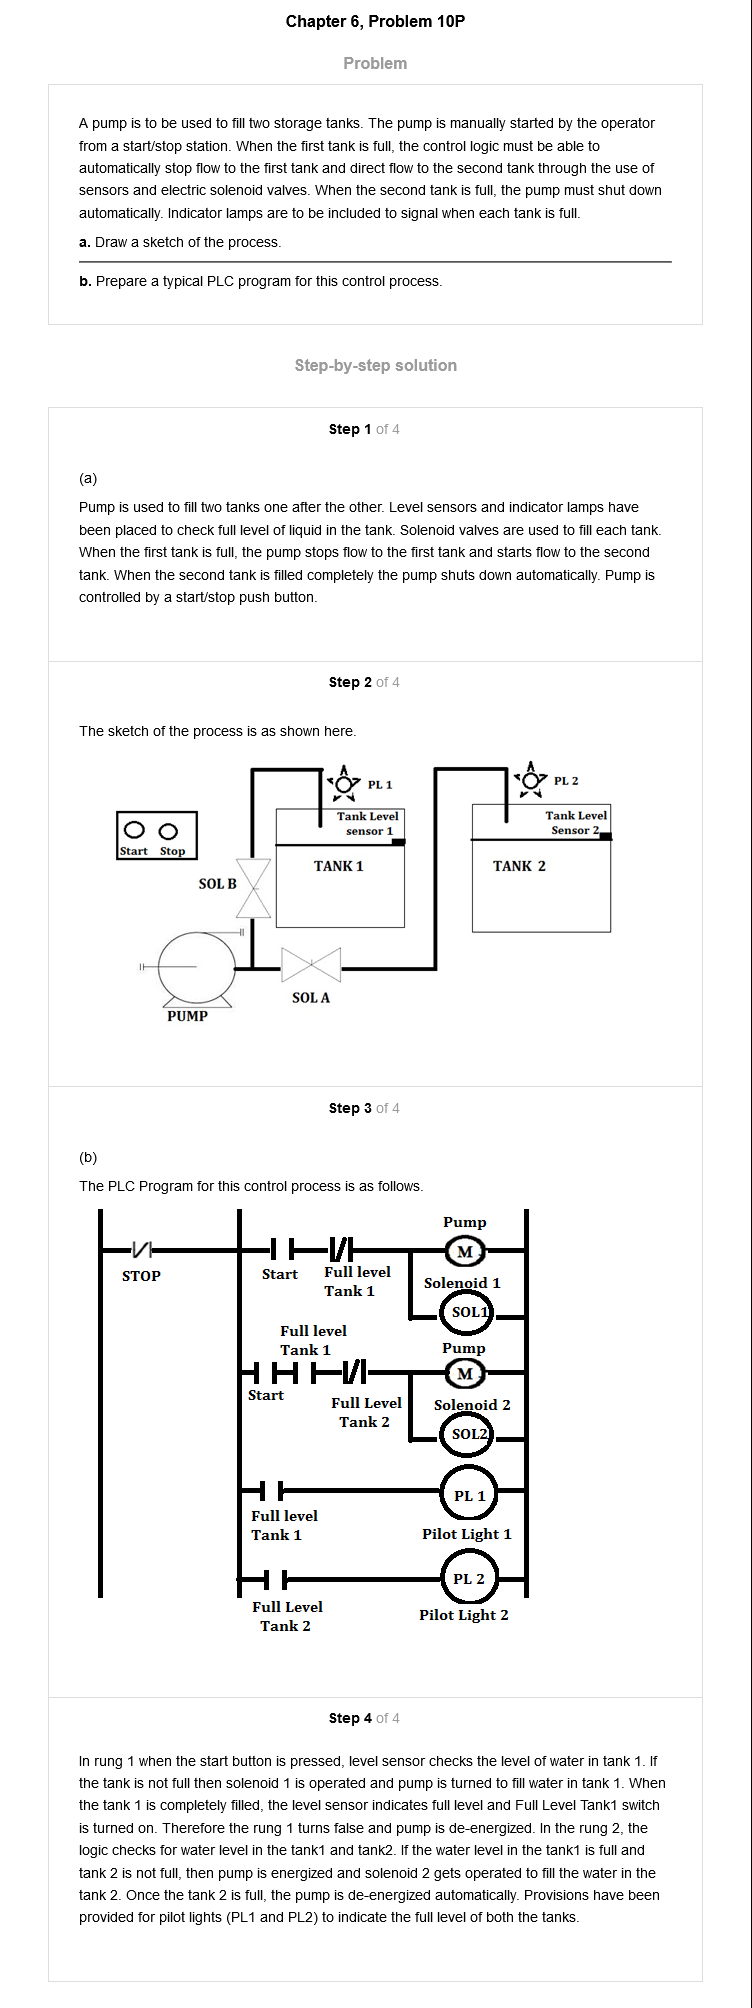 Chapter 6, Problem 10P
Problem
A pump is to be used to fill two storage tanks. The pump is manually started by the operator
from a start/stop station. When the first tank is full, the control logic must be able to
automatically stop flow to the first tank and direct flow to the second tank through the use of
sensors and electric solenoid valves. When the second tank is full, the pump must shut down
automatically. Indicator lamps are to be included to signal when each tank is full.
a. Draw a sketch of the process.
b. Prepare a typical PLC program for this control process.
Step-by-step solution
Step 1 of 4
(a)
Pump is used to fill two tanks one after the other. Level sensors and indicator lamps have
been placed to check full level of liquid in the tank. Solenoid valves are used to fill each tank.
When the first tank is full, the pump stops flow to the first tank and starts flow to the second
tank. When the second tank is filled completely the pump shuts down automatically. Pump is
controlled by a start/stop push button.
Step 2 of 4
The sketch of the process is as shown here.
PL 1
PL 2
Tank Level
sensor 1
Tank Level
Sensor 2
Start Stop
TANK 1
TANK 2
SOL B
SOL A
PUMP
Step 3 of 4
(b)
The PLC Program for this control process is as follows.
Pump
M
STOP
Start
Full level
Tank 1
Solenoid 1
SOL1
Full level
Tank 1
Pump
M
Start
Full Level
Tank 2
Solenoid 2
SOL2
PL 1
Full level
Tank 1
Pilot Light 1
PL 2
Full Level
Tank 2
Pilot Light 2
Step 4 of 4
In rung 1 when the start button is pressed, level sensor checks the level of water in tank 1. If
the tank is not full then solenoid 1 is operated and pump is turned to fill water in tank 1. When
the tank 1 is completely filled, the level sensor indicates full level and Full Level Tank1 switch
is turned on. Therefore the rung 1 turns false and pump is de-energized. In the rung 2, the
logic checks for water level in the tank1 and tank2. If the water level in the tank1 is full and
tank 2 is not full, then pump is energized and solenoid 2 gets operated to fill the water in the
tank 2. Once the tank 2 is full, the pump is de-energized automatically. Provisions have been
provided for pilot lights (PL1 and PL2) to indicate the full level of both the tanks.